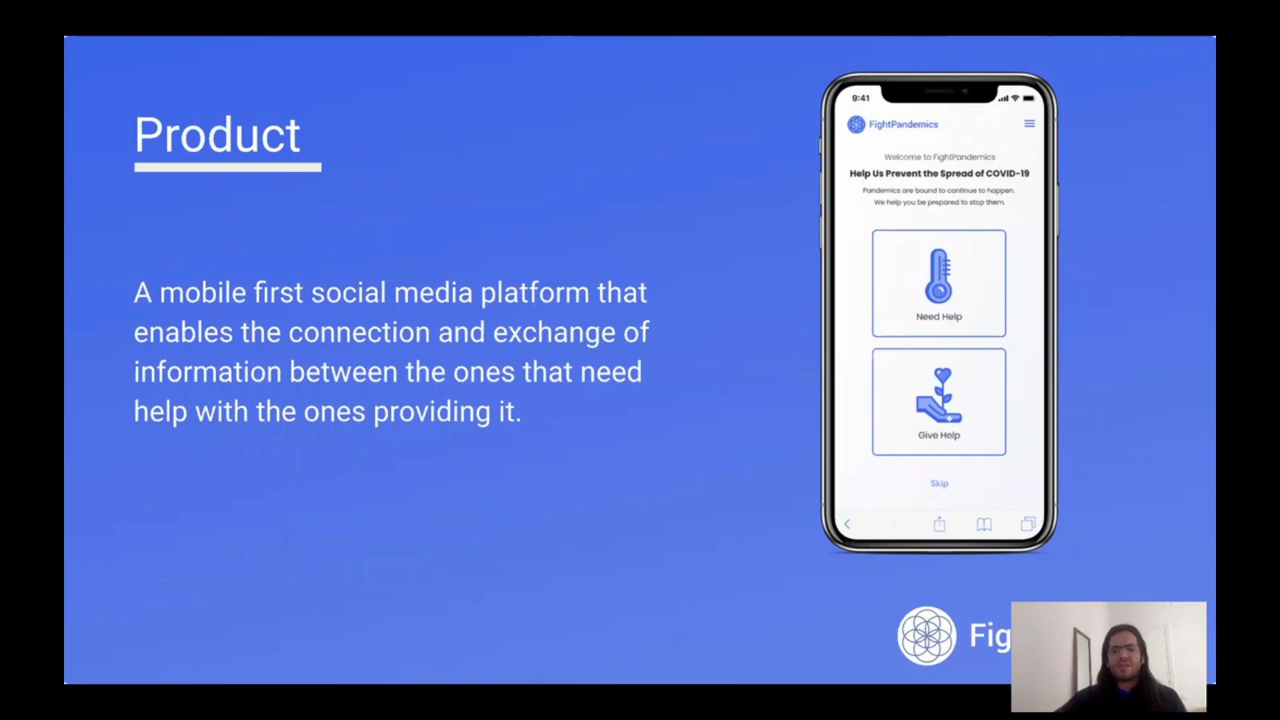 Product
A mobile first social media platform that
enables the connection and exchange of
information between the ones that need
help with the ones providing it.
9:41
FightPandemics
Welcome to FightPandemics
Help Us Prevent the Spread of COVID-19
Pandemics are bound to continue to happen.
We help you be prepared to stop them.
Need Help
Give Help
Skip
Fig